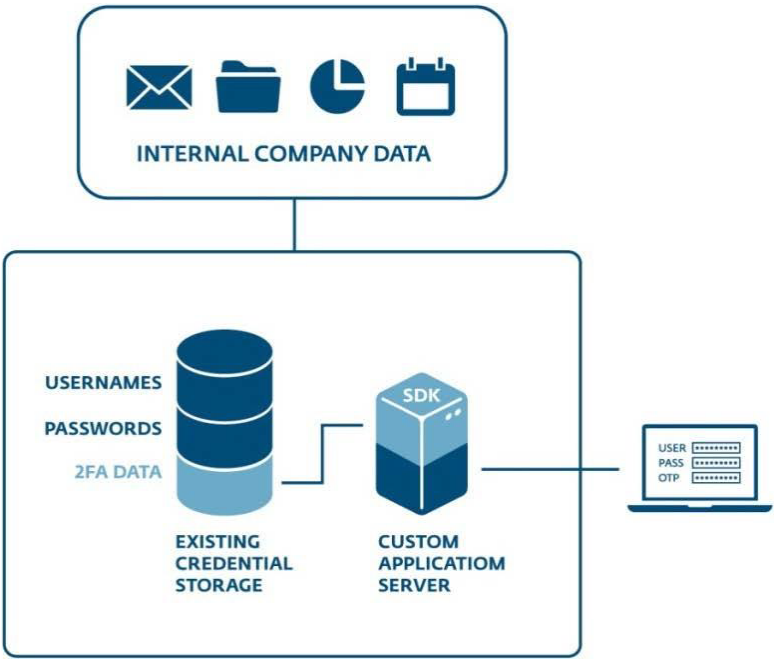 INTERNAL COMPANY DATA
USERNAMES
PASSWORDS
2FA DATA
EXISTING
CREDENTIAL
STORAGE
SDK
CUSTOM
APPLICATIOM
SERVER
USER
PASS
OTP